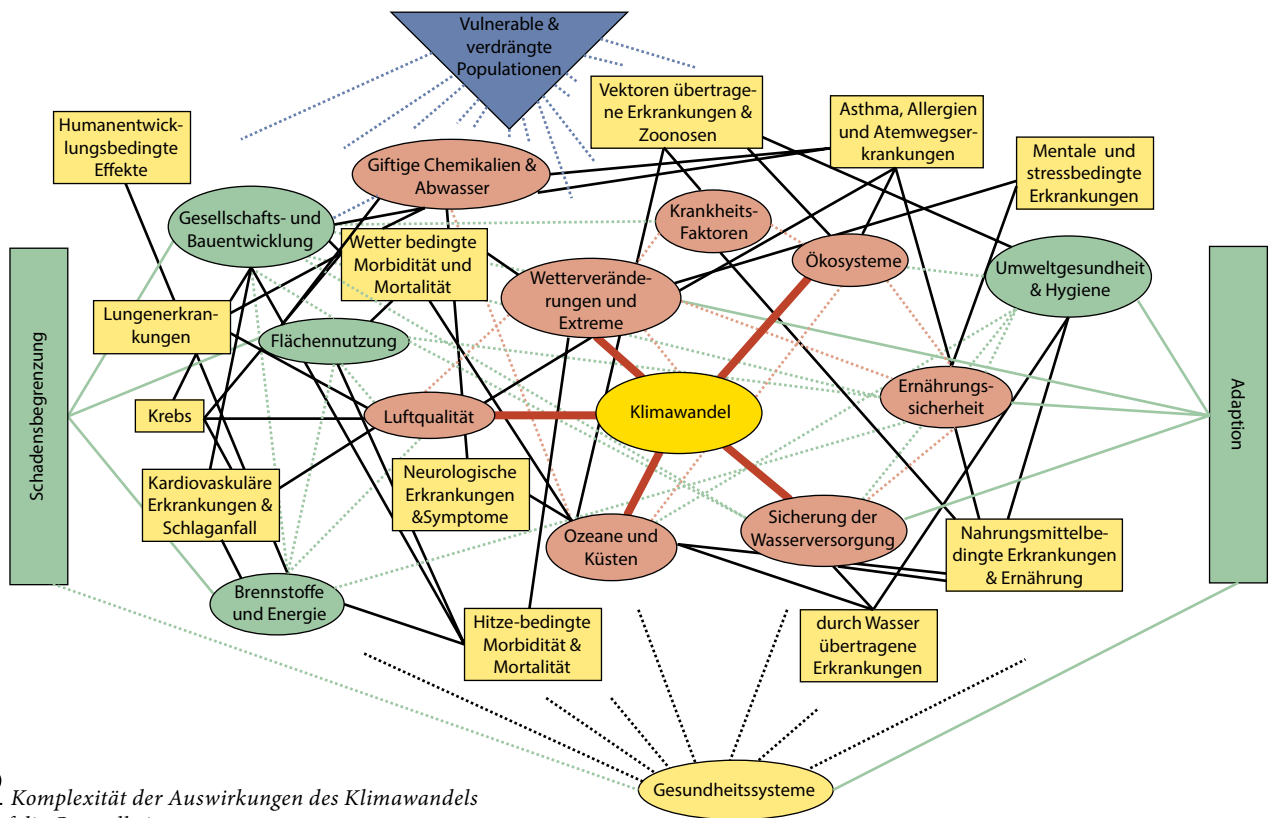 Vulnerable &
verdrängte
Populationen
Vektoren übertrage-
ne Erkrankungen &
Zoonosen
Asthma, Allergien
und Atemwegser-
krankungen
Mentale und
stressbedingte
Erkrankungen
Humanentwick-
lungsbedingte
Effekte
Giftige Chemikalien &
Abwasser
Gesellschafts- und
Bauentwicklung
Krankheits-
Faktoren
Wetter bedingte
Morbidität und
Mortalität
Ökosysteme
Umweltgesundheit
& Hygiene
Wetterverände-
rungen und
Extreme
Lungenerkran-
kungen
Flächennutzung
Ernährungs-
sicherheit
Klimawandel
Krebs
Luftqualität
Schadensbegrenzung
Adaption
Kardiovaskuläre
Erkrankungen &
Schlaganfall
Neurologische
Erkrankungen
&Symptome
Ozeane und
Küsten
Sicherung der
Wasserversorgung
Nahrungsmittelbe-
dingte Erkrankungen
& Ernährung
Brennstoffe
und Energie
Hitze-bedingte
Morbidität &
Mortalität
durch Wasser
übertragene
Erkrankungen
Gesundheitssysteme
Komplexität der Auswirkungen des Klimawandels